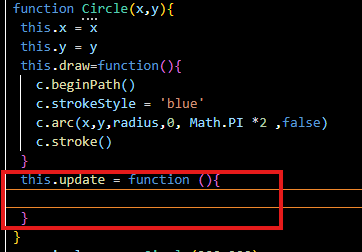 function Circle(x,y){
this.x = x
this.y = y
this.draw=function(){
c.beginPath()
c.strokeStyle = 'blue'
c.arc(x,y,radius,0, Math.PI *2 ,false)
c.stroke()
}
this.update = function (){
}
}